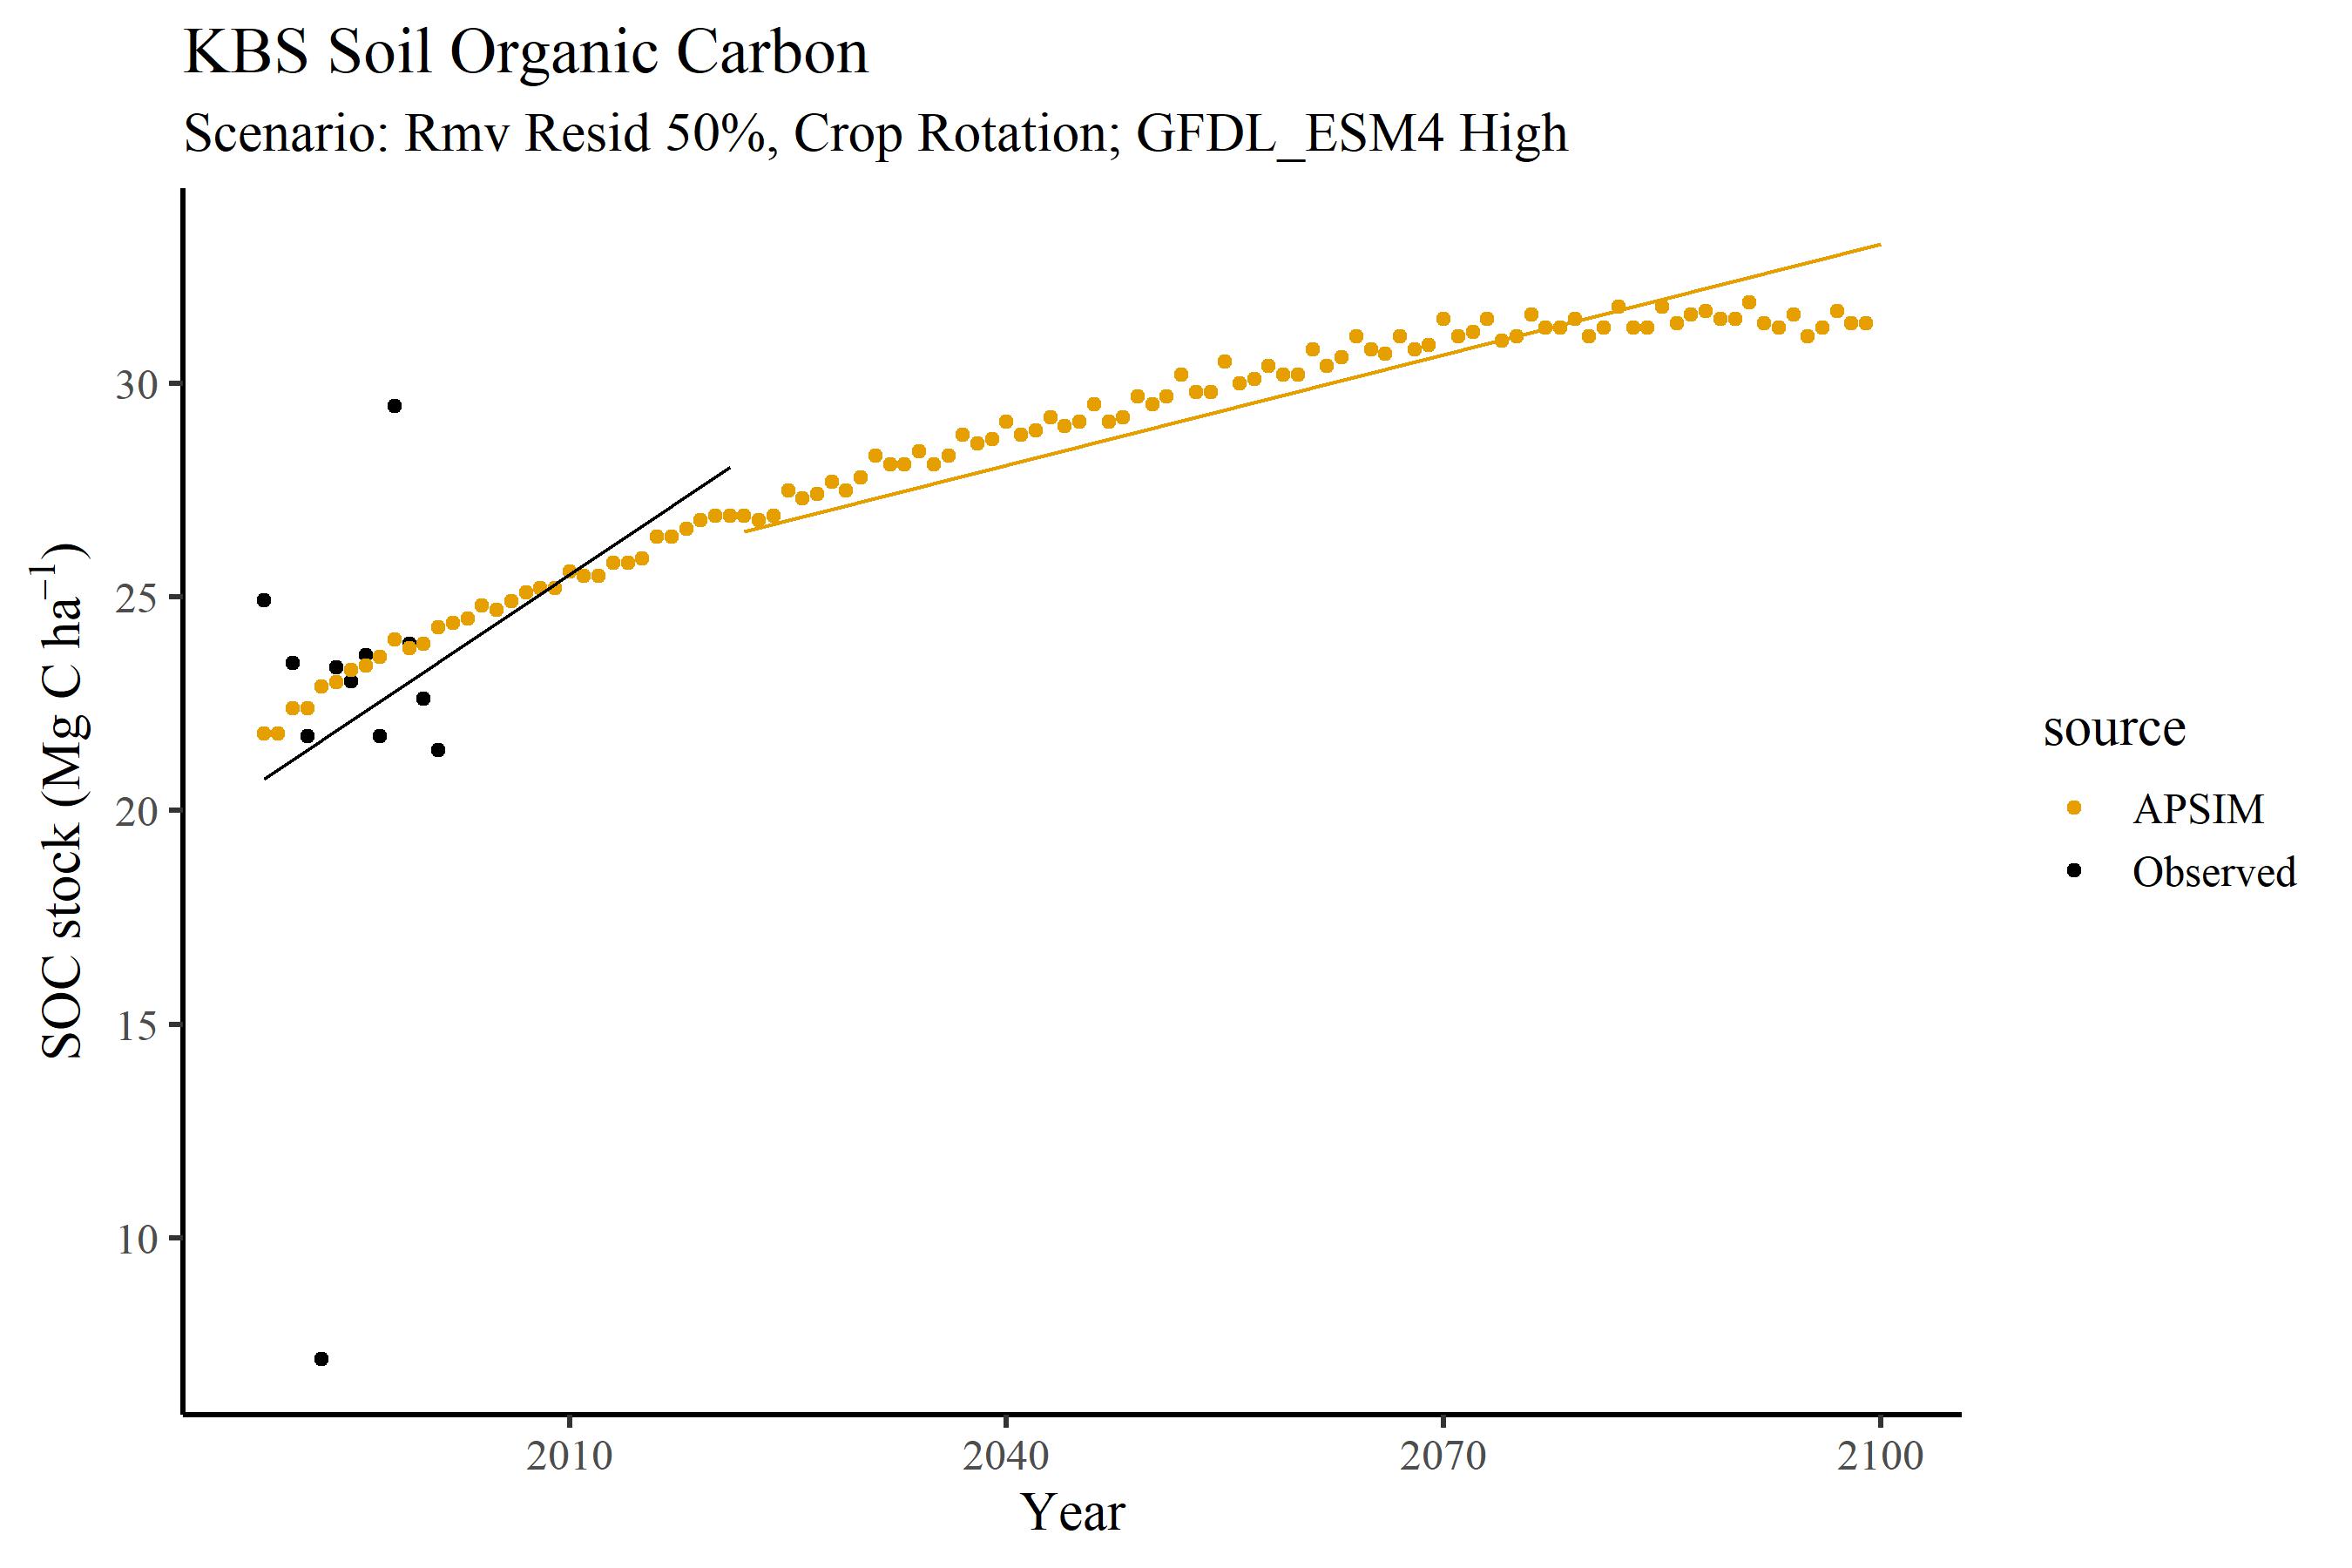 KBS Soil Organic Carbon
Scenario: Rmv Resid 50%, Crop Rotation; GFDL_ESM4 High
SOC stock (Mg C ha⁻¹)
30
25
20
15
10
2010
2040
2070
2100
Year
source
APSIM
Observed